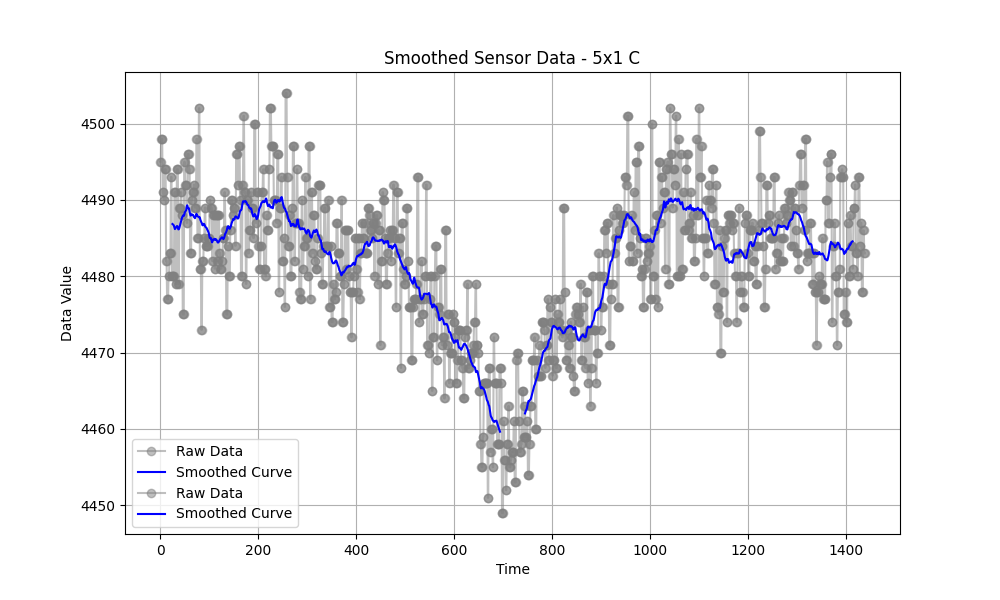 Smoothed Sensor Data - 5x1 C
Data Value
4500
4490
4480
4470
4460
4450
Raw Data
Smoothed Curve
Raw Data
Smoothed Curve
0 200 400 600 800 1000 1200 1400
Time